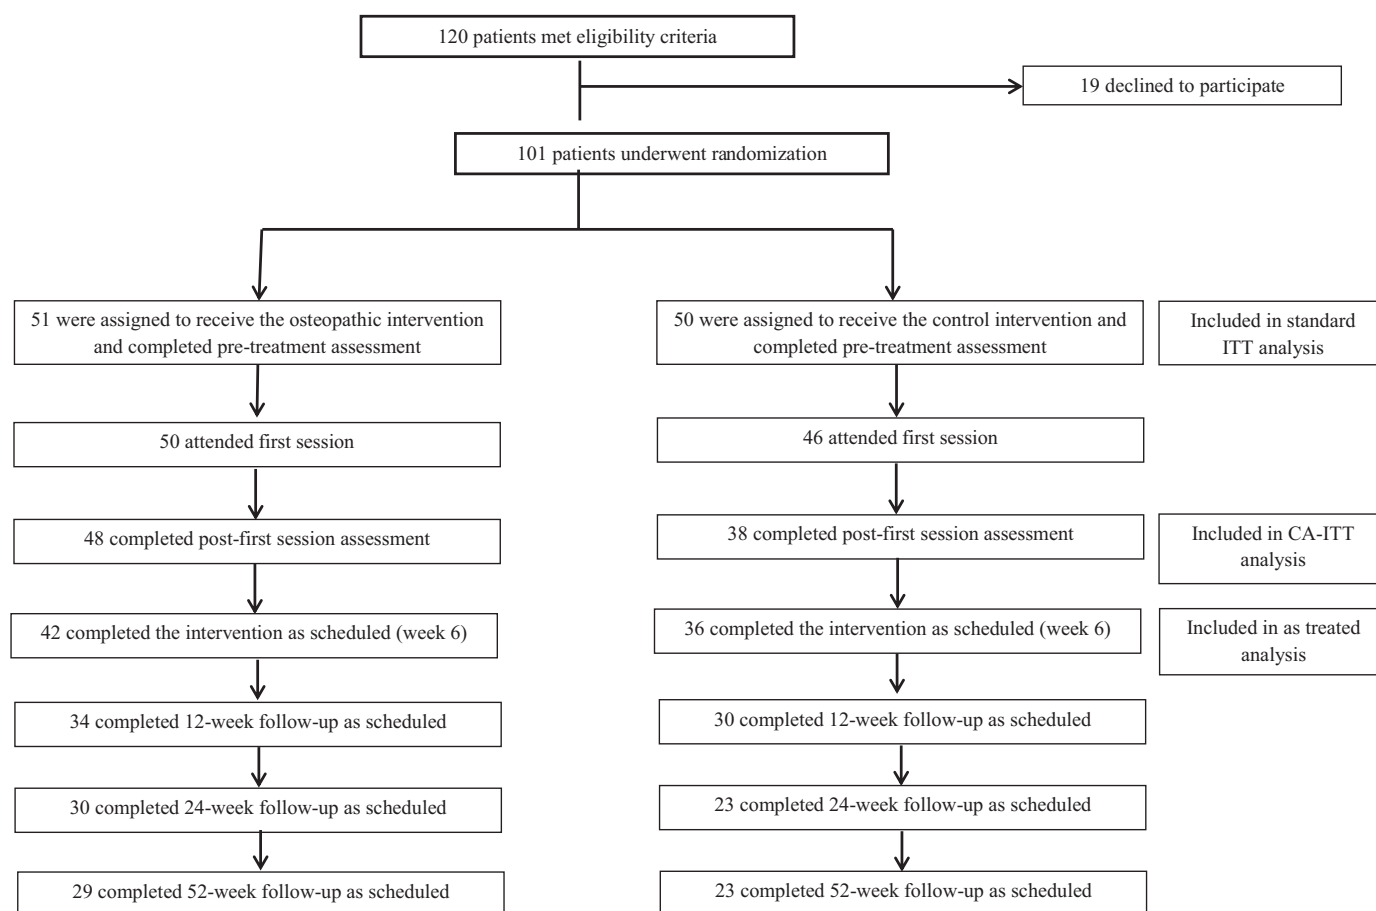 120 patients met eligibility criteria
19 declined to participate
101 patients underwent randomization
51 were assigned to receive the osteopathic intervention
and completed pre-treatment assessment
50 were assigned to receive the control intervention and
completed pre-treatment assessment
Included in standard
ITT analysis
50 attended first session
46 attended first session
48 completed post-first session assessment
38 completed post-first session assessment
Included in CA-ITT
analysis
42 completed the intervention as scheduled (week 6)
36 completed the intervention as scheduled (week 6)
Included in as treated
analysis
34 completed 12-week follow-up as scheduled
30 completed 12-week follow-up as scheduled
30 completed 24-week follow-up as scheduled
23 completed 24-week follow-up as scheduled
29 completed 52-week follow-up as scheduled
23 completed 52-week follow-up as scheduled